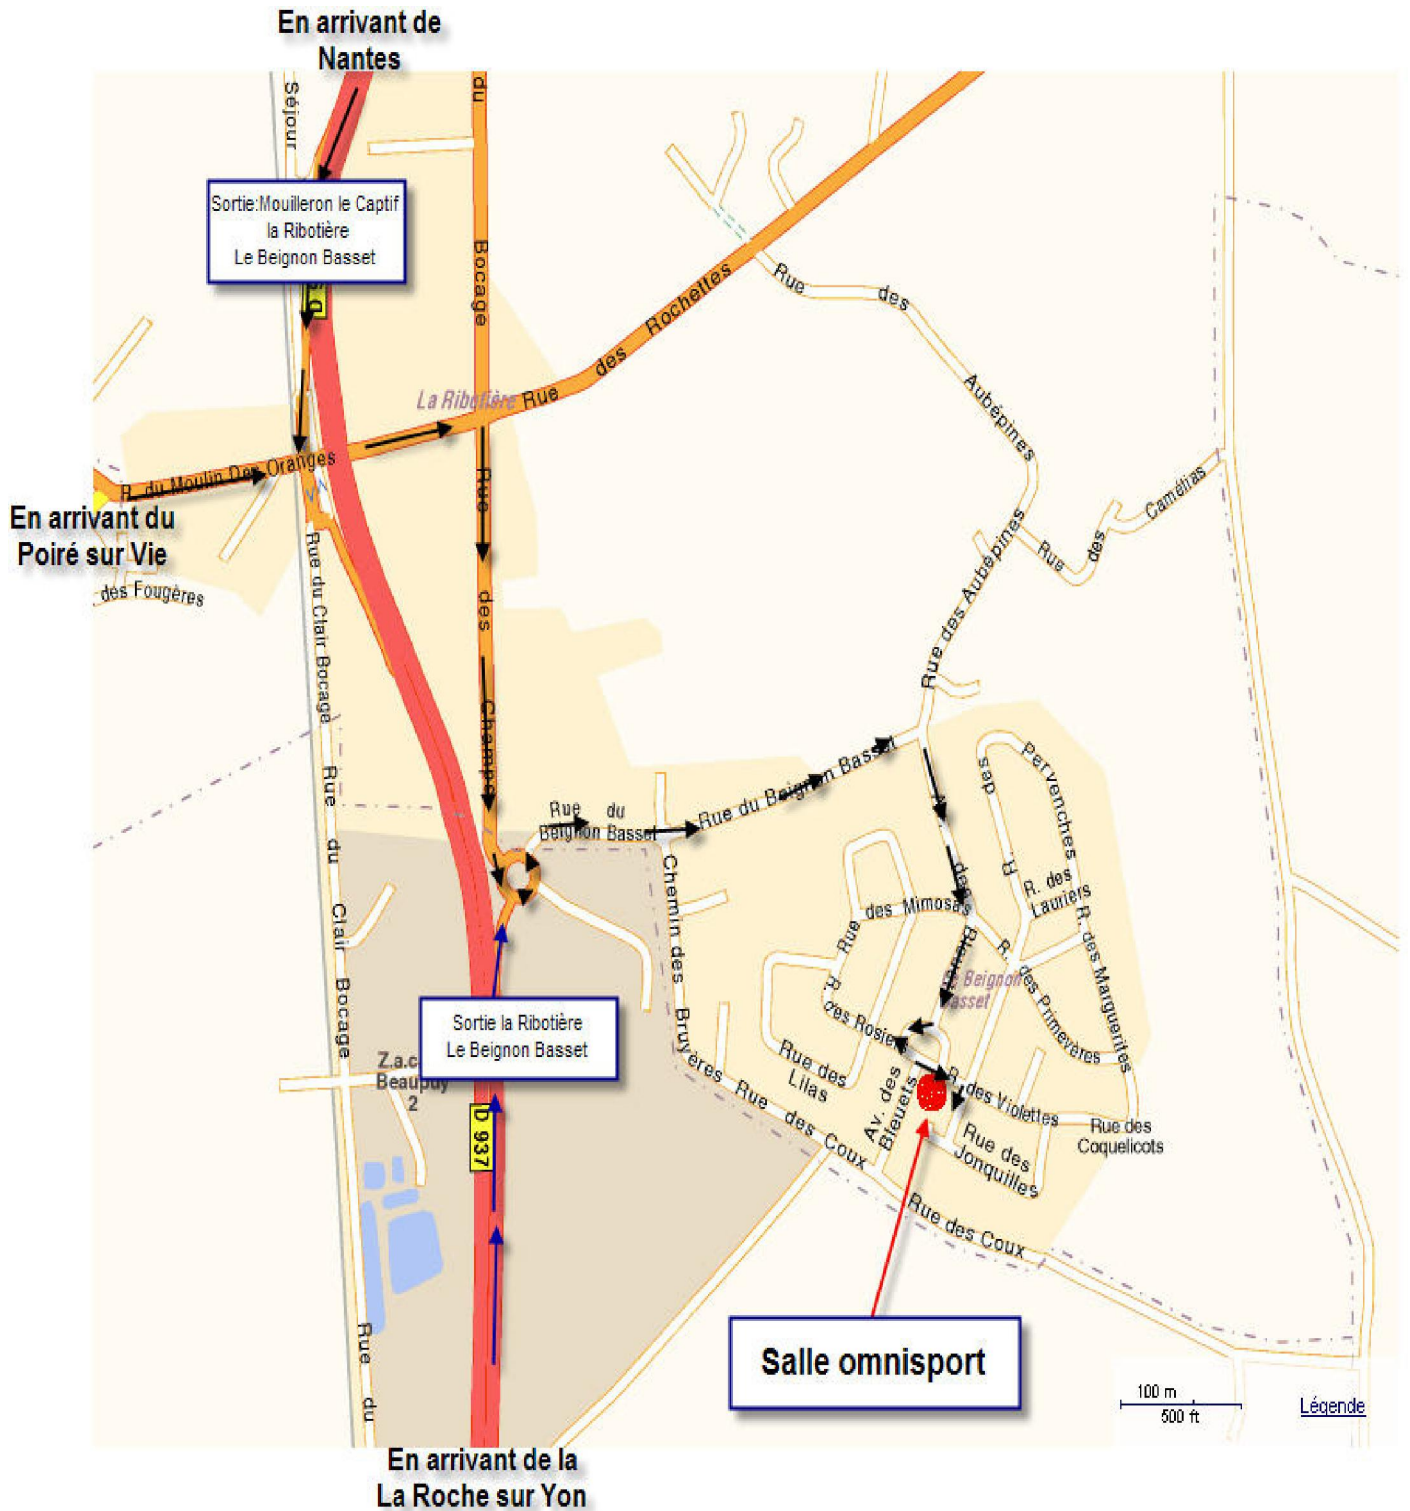 En arrivant de
Nantes
Séjour
du
Sortie:Mouilleron le Captif
la Ribotière
Le Beignon Basset
Bocage
Rue des Rochettes
Rue des Aubépines
La Ribotière
R. du Moulin Des Oranges
En arrivant du
Poiré sur Vie
des Fougères
Rue des Champs
Rue du Clair Bocage
Rue des Aubépines
Rue des Camélias
Rue du Clair Bocage
Rue du
Beignon Basset
Rue du Beignon Basset
des
Pervenches
R.
R. des
Lauriers
R. des Marguerites
des
Rue des Mimosas
R. des Primevères
Le Beignon
Basset
R. des Rosiers
Rue des
Lilas
Av. des
Bleuets
R. des Violettes
Rue des
Coquelicots
Rue des
Jonquilles
Chemin des Bruyères
Rue des Coux
Rue des Coux
Sortie la Ribotière
Le Beignon Basset
Z.a.c.
Beaupuy
2
D 937
Rue du
Salle omnisport
100 m
500 ft
Légende
En arrivant de la
La Roche sur Yon